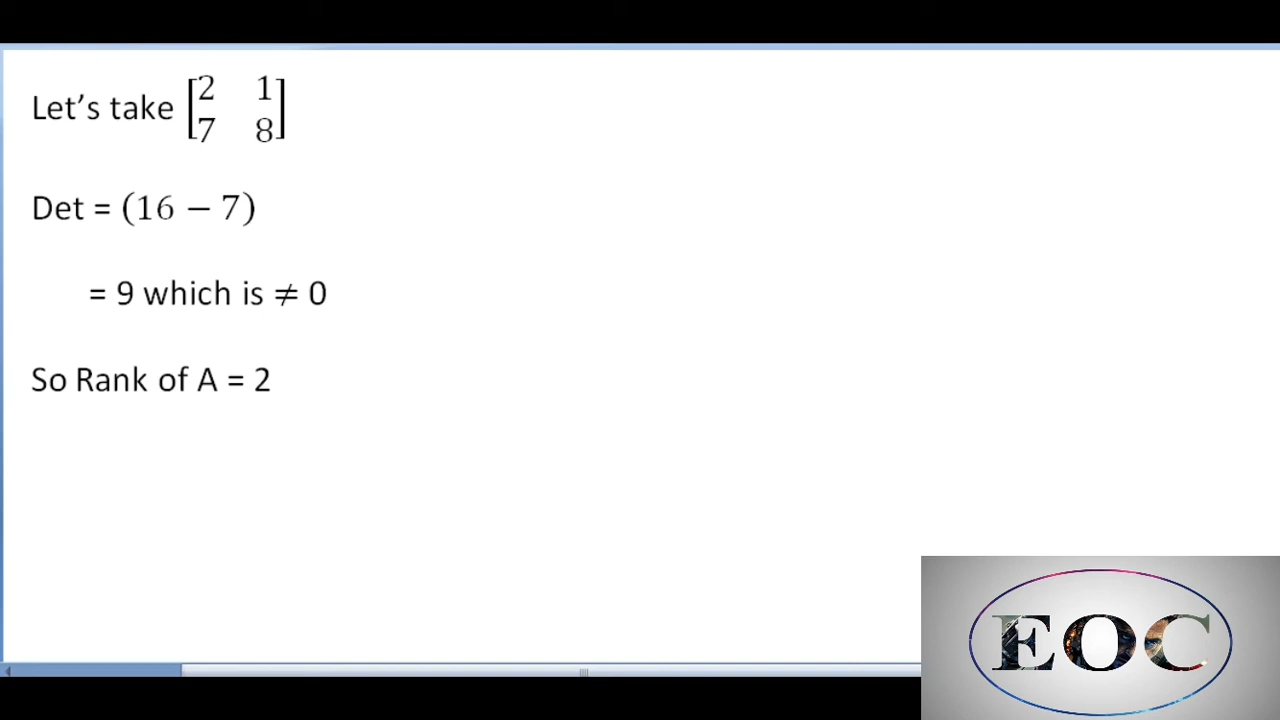 Let’s take [2 1
7 8]
Det = (16 − 7)
= 9 which is ≠ 0
So Rank of A = 2
EOC